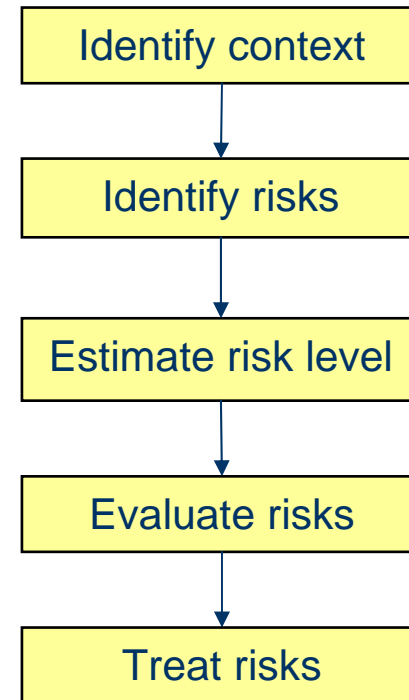 Identify context
Identify risks
Estimate risk level
Evaluate risks
Treat risks